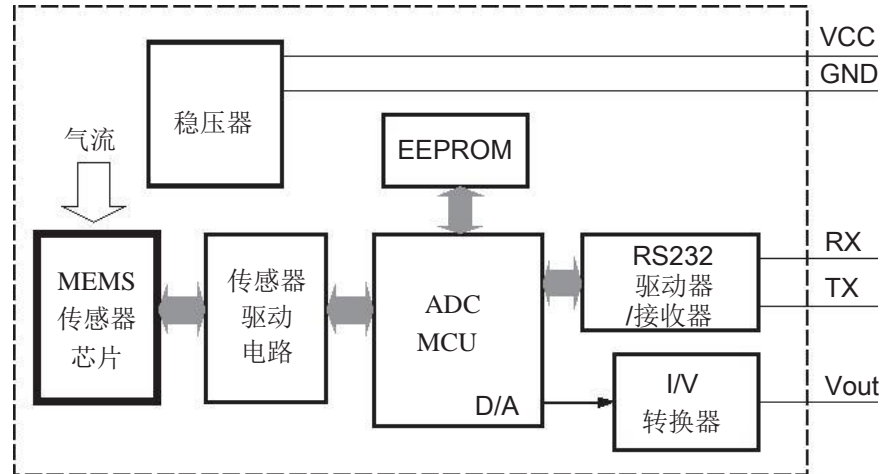 VCC
GND
稳压器
气流
EEPROM
MEMS
传感器
芯片
传感器
驱动
电路
ADC
MCU
D/A
RS232
驱动器
/接收器
RX
TX
I/V
转换器
Vout